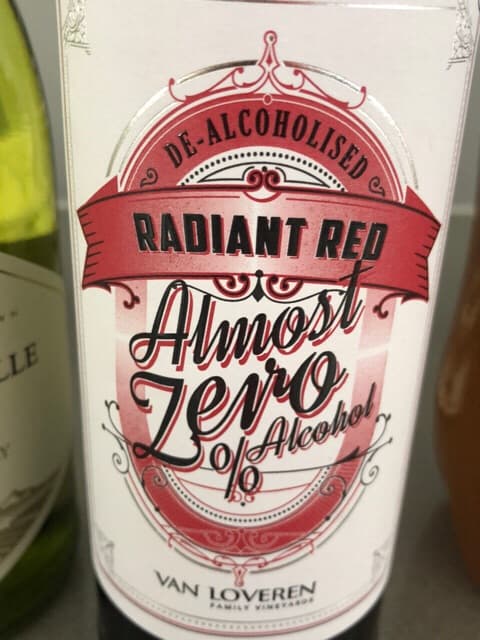 DE-ALCOHOLISED
RADIANT RED
Almost
Zero
% Alcohol
VAN LOVEREN
FAMILY VINEYARDS
LLE
Y